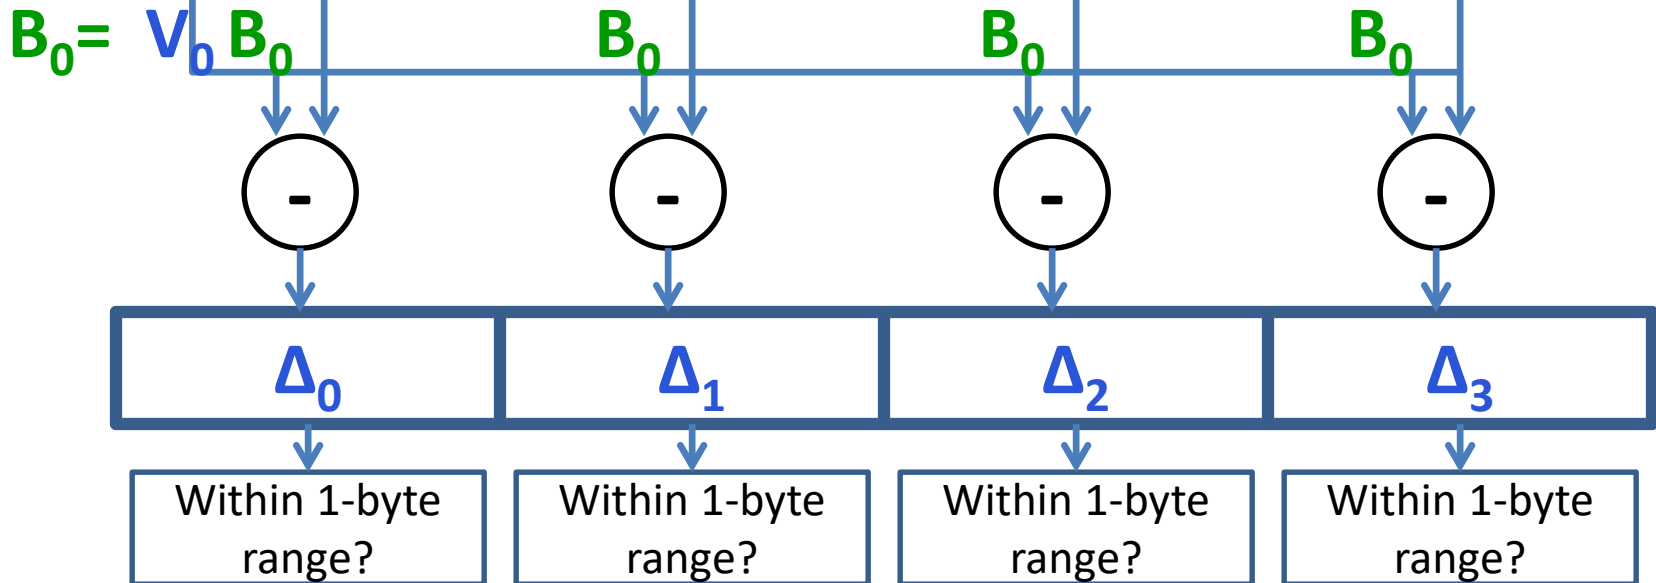 B₀= V₀ B₀ B₀ B₀ B₀
- - - -
Δ₀ Δ₁ Δ₂ Δ₃
Within 1-byte range?
Within 1-byte range?
Within 1-byte range?
Within 1-byte range?